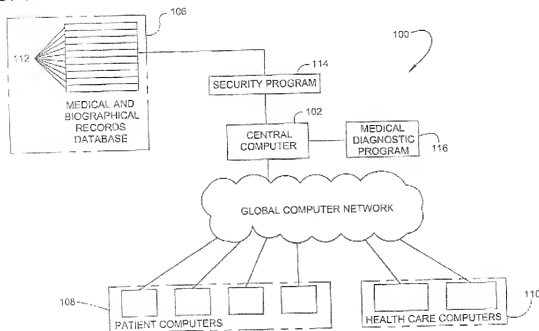 106
100
112
114
SECURITY PROGRAM
MEDICAL AND
BIOGRAPHICAL
RECORDS
DATABASE
102
CENTRAL
COMPUTER
MEDICAL
DIAGNOSTIC
PROGRAM
116
GLOBAL COMPUTER NETWORK
108
PATIENT COMPUTERS
HEALTH CARE COMPUTERS
110